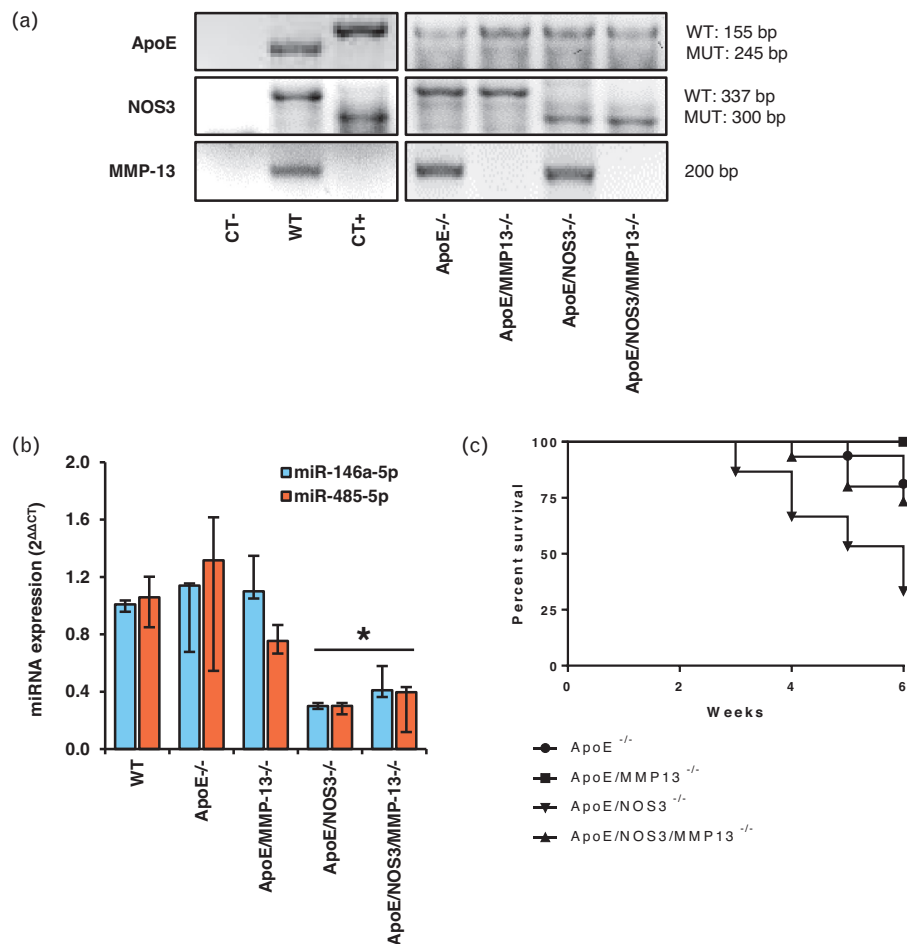 (a)
ApoE
WT: 155 bp
MUT: 245 bp
NOS3
WT: 337 bp
MUT: 300 bp
MMP-13
200 bp
CT-
WT
CT+
ApoE-/-
ApoE/MMP13-/-
ApoE/NOS3-/-
ApoE/NOS3/MMP13-/-
(b)
miRNA expression (2^ΔΔCT)
2.0
1.6
1.2
0.8
0.4
0.0
miR-146a-5p
miR-485-5p
*
WT
ApoE-/-
ApoE/MMP-13-/-
ApoE/NOS3-/-
ApoE/NOS3/MMP-13-/-
(c)
Percent survival
100
75
50
25
0
0 2 4 6
Weeks
ApoE -/-
ApoE/MMP13 -/-
ApoE/NOS3 -/-
ApoE/NOS3/MMP13 -/-